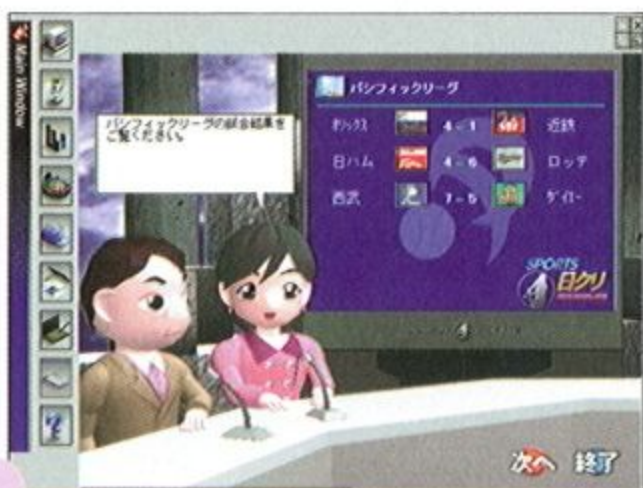 Main Window
パシフィックリーグの試合結果を
ご覧ください。
パシフィックリーグ
オリックス 4-1 近鉄
日ハム 4-6 ロッテ
西武 7-5 ダイエー
SPORTS
日クリ
次へ 終了